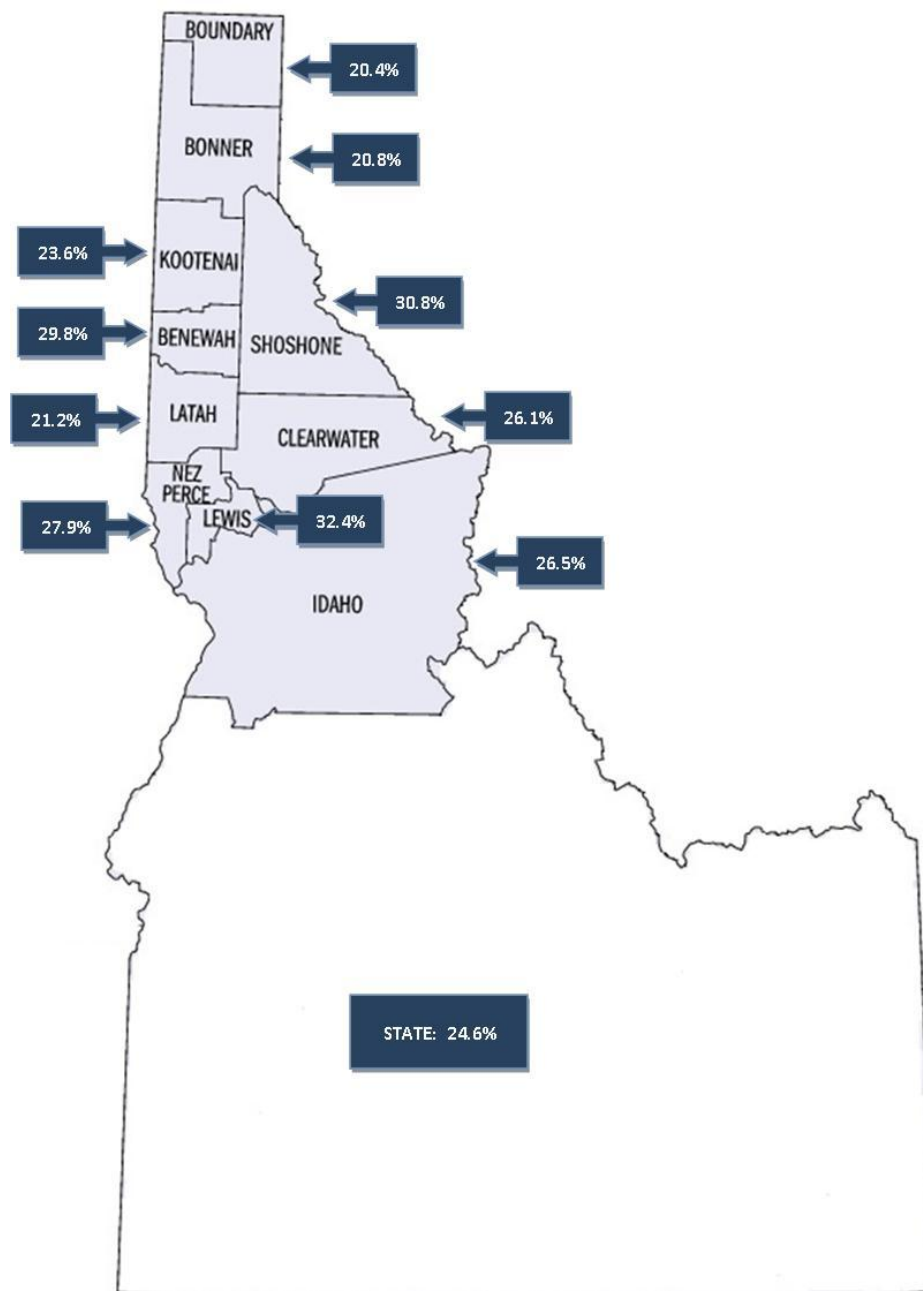 BOUNDARY
20.4%
BONNER
20.8%
23.6%
KOOTENAI
30.8%
29.8%
BENEWAH
SHOSHONE
21.2%
LATAH
26.1%
CLEARWATER
NEZ
PERCE
27.9%
LEWIS
32.4%
26.5%
IDAHO
STATE: 24.6%